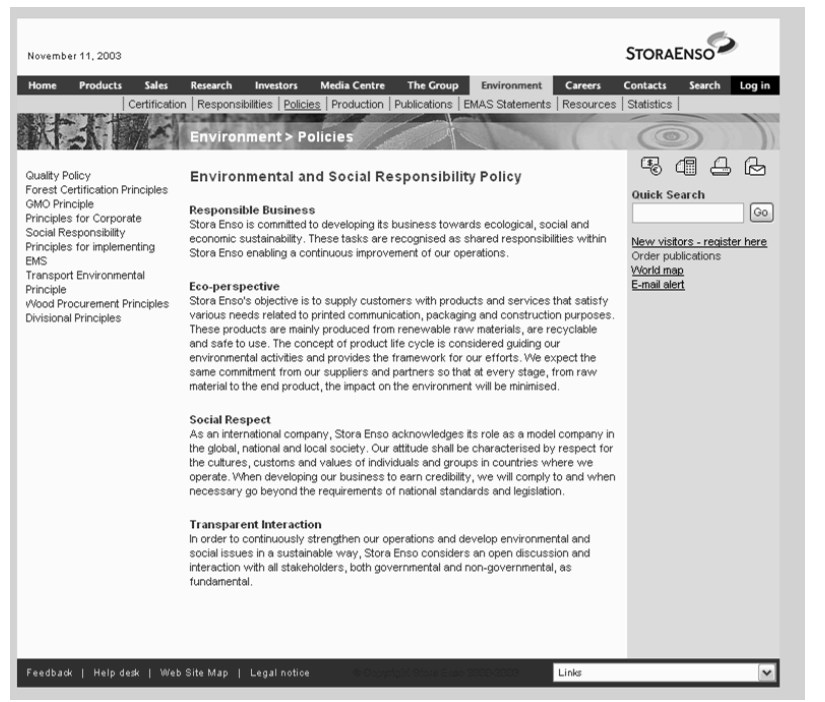 November 11, 2003
STORAENSO
Home Products Sales Research Investors Media Centre The Group Environment Careers Contacts Search Log in
Certification | Responsibilities | Policies | Production | Publications | EMAS Statements | Resources | Statistics |
Environment > Policies
Quality Policy
Forest Certification Principles
GMO Principle
Principles for Corporate
Social Responsibility
Principles for implementing
EMS
Transport Environmental
Principle
Wood Procurement Principles
Divisional Principles
Environmental and Social Responsibility Policy
Responsible Business
Stora Enso is committed to developing its business towards ecological, social and
economic sustainability. These tasks are recognised as shared responsibilities within
Stora Enso enabling a continuous improvement of our operations.
Eco-perspective
Stora Enso's objective is to supply customers with products and services that satisfy
various needs related to printed communication, packaging and construction purposes.
These products are mainly produced from renewable raw materials, are recyclable
and safe to use. The concept of product life cycle is considered guiding our
environmental activities and provides the framework for our efforts. We expect the
same commitment from our suppliers and partners so that at every stage, from raw
material to the end product, the impact on the environment will be minimised.
Social Respect
As an international company, Stora Enso acknowledges its role as a model company in
the global, national and local society. Our attitude shall be characterised by respect for
the cultures, customs and values of individuals and groups in countries where we
operate. When developing our business to earn credibility, we will comply to and when
necessary go beyond the requirements of national standards and legislation.
Transparent Interaction
In order to continuously strengthen our operations and develop environmental and
social issues in a sustainable way, Stora Enso considers an open discussion and
interaction with all stakeholders, both governmental and non-governmental, as
fundamental.
Quick Search
Go
New visitors - register here
Order publications
World map
E-mail alert
Feedback | Help desk | Web Site Map | Legal notice
Links